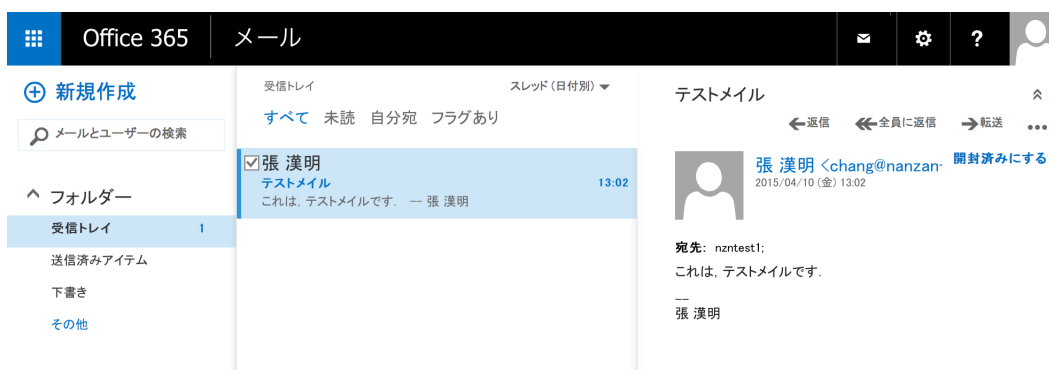 Office 365 メール ?
新規作成
メールとユーザーの検索
フォルダー
受信トレイ 1
送信済みアイテム
下書き
その他
受信トレイ スレッド (日付別)
すべて 未読 自分宛 フラグあり
張 漢明
テストメイル 13:02
これは, テストメイルです. -- 張 漢明
テストメイル
返信 全員に返信 転送 ...
張 漢明 <chang@nanzan- 開封済みにする
2015/04/10 (金) 13:02
宛先: nzntest1;
これは, テストメイルです.
--
張 漢明